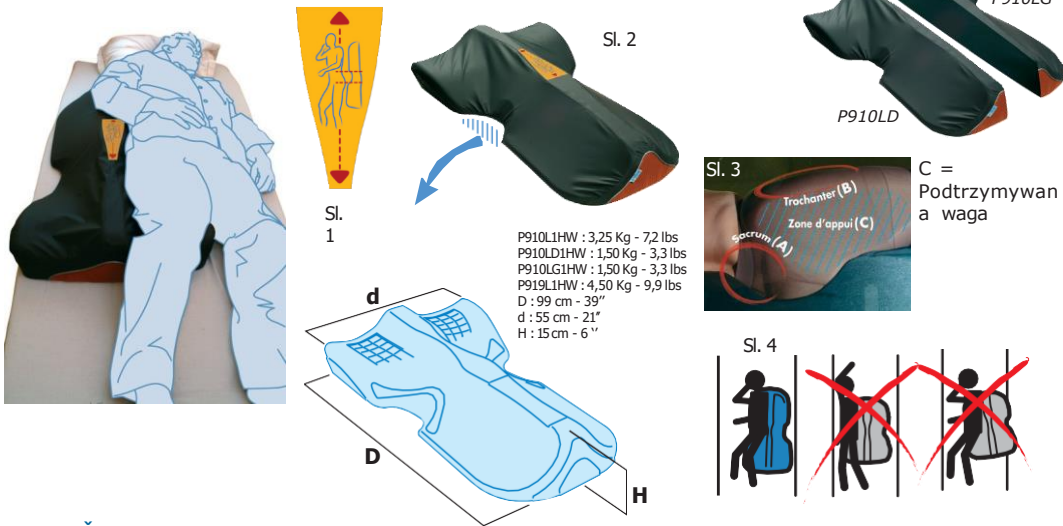 P910LG
Sl. 2
P910LD
Sl. 3
Trochanter (B)
Zone d'appui (C)
Sacrum (A)
C =
Podtrzymywan
a waga
Sl.
1
P910L1HW : 3,25 Kg - 7,2 lbs
P910LD1HW : 1,50 Kg - 3,3 lbs
P910LG1HW : 1,50 Kg - 3,3 lbs
P919L1HW : 4,50 Kg - 9,9 lbs
D : 99 cm - 39’’
d : 55 cm - 21’’
H : 15 cm - 6 ‘’
d
D
H
Sl. 4